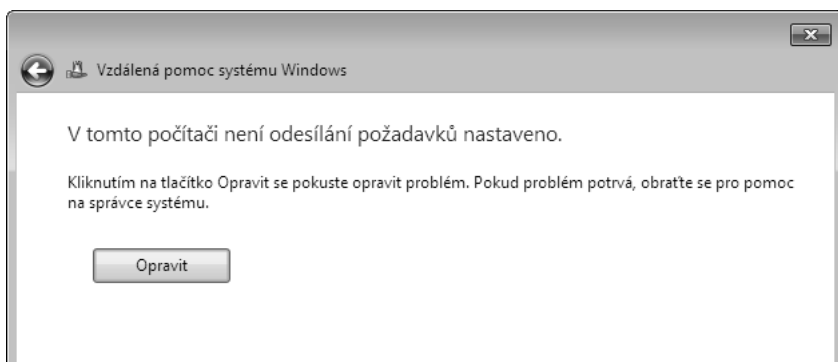 Vzdálená pomoc systému Windows
V tomto počítači není odesílání požadavků nastaveno.
Kliknutím na tlačítko Opravit se pokuste opravit problém. Pokud problém potrvá, obraťte se pro pomoc
na správce systému.
Opravit